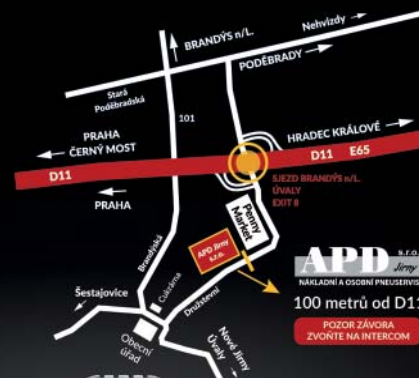 Nehvizdy
BRANDÝS n/L.
PODĚBRADY
Stará
Poděbradská
101
PRAHA
ČERNÝ MOST
HRADEC KRÁLOVÉ
D11
D11 E65
SJEZD BRANDÝS n/L.
ÚVALY
EXIT 8
PRAHA
Penny
Market
Brandýská
APD Jirny
s.r.o.
APD s.r.o.
Jirny
NÁKLADNÍ A OSOBNÍ PNEUSERVIS
Šestajovice
Cukrárna
Družstevní
100 metrů od D11
Obecní
úřad
Nové Jirny
Úvaly
POZOR ZÁVORA
ZVOŇTE NA INTERCOM